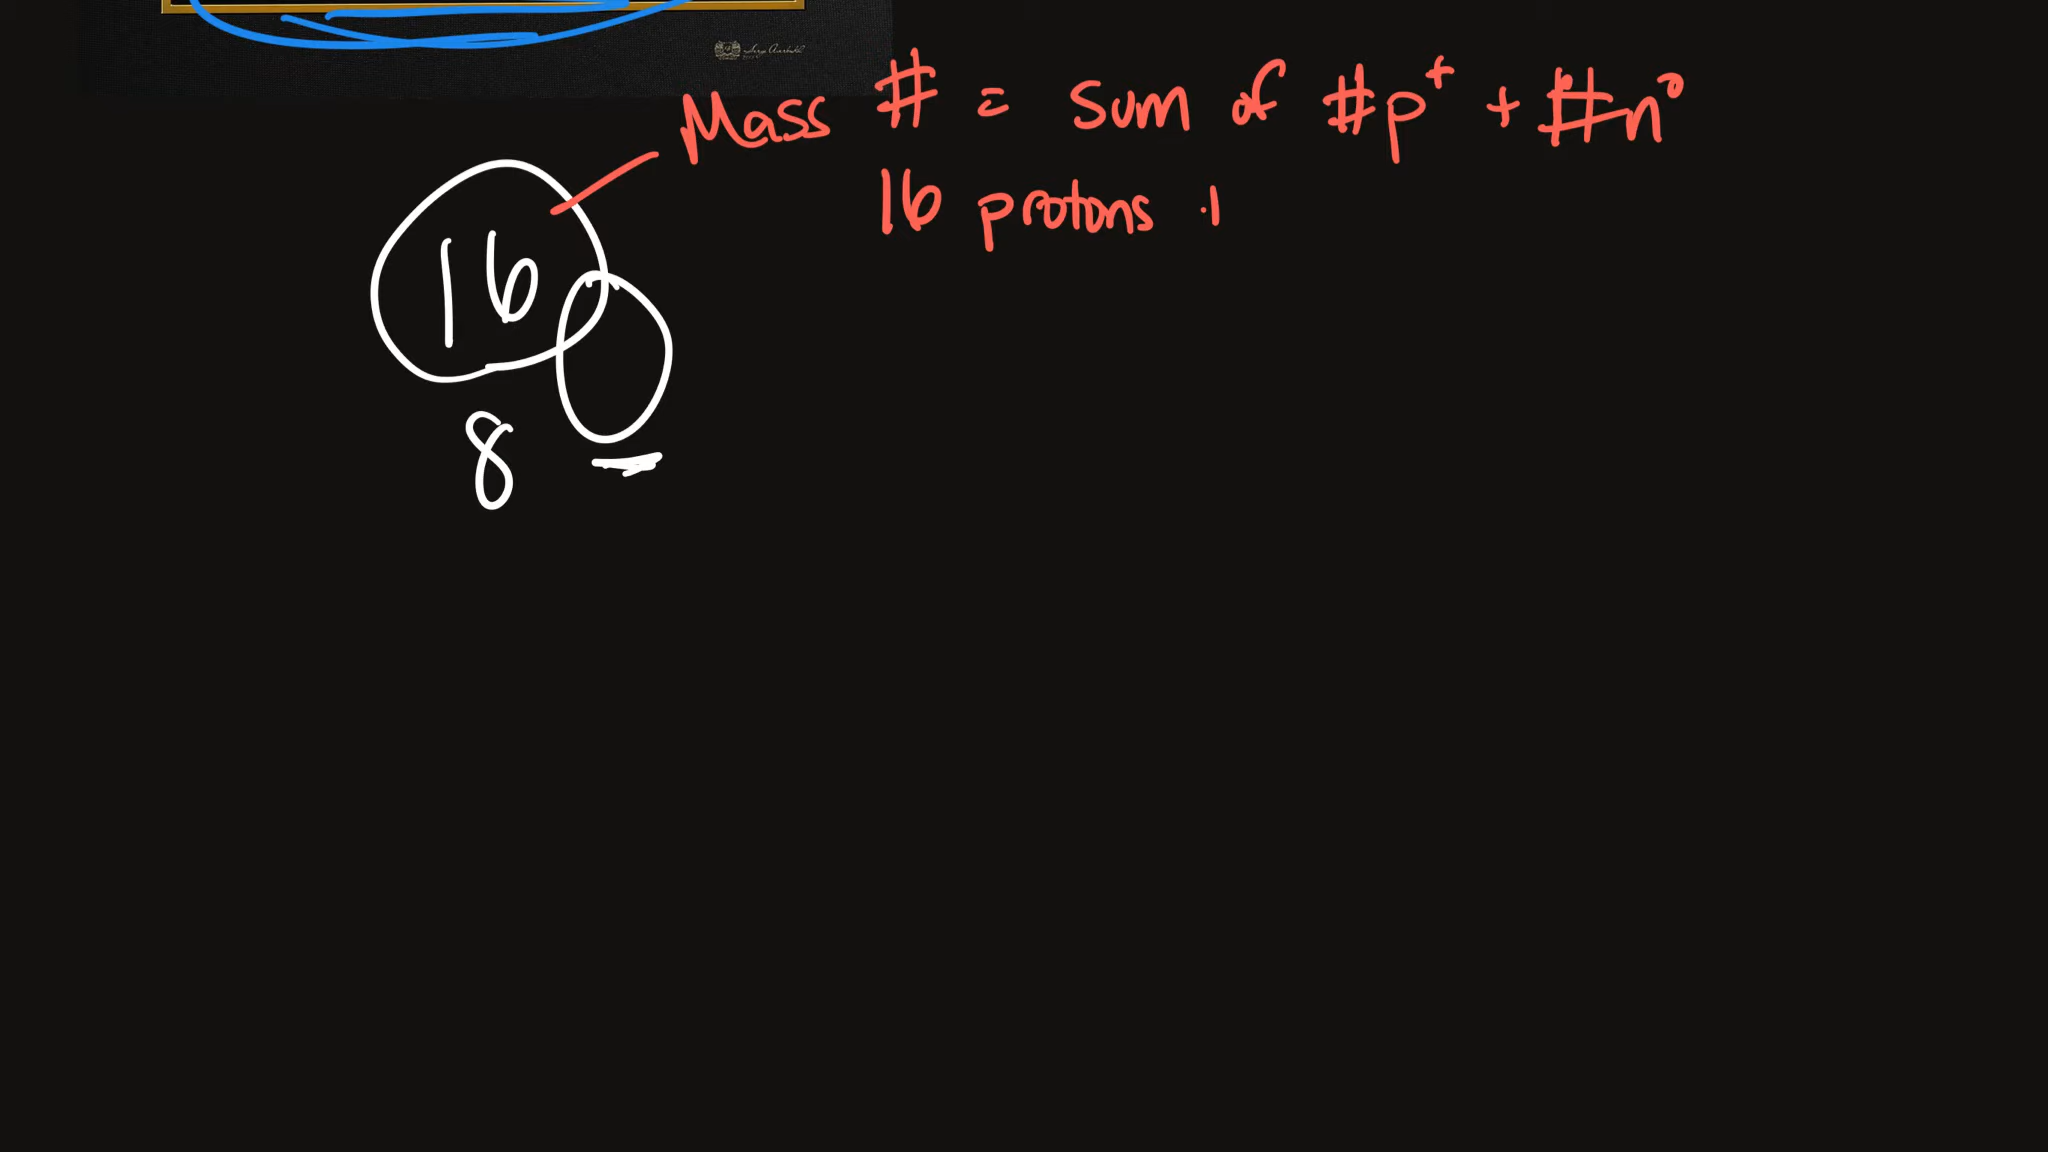 Mass # = sum of #p⁺ + #n⁰
16 protons +
16
O
8